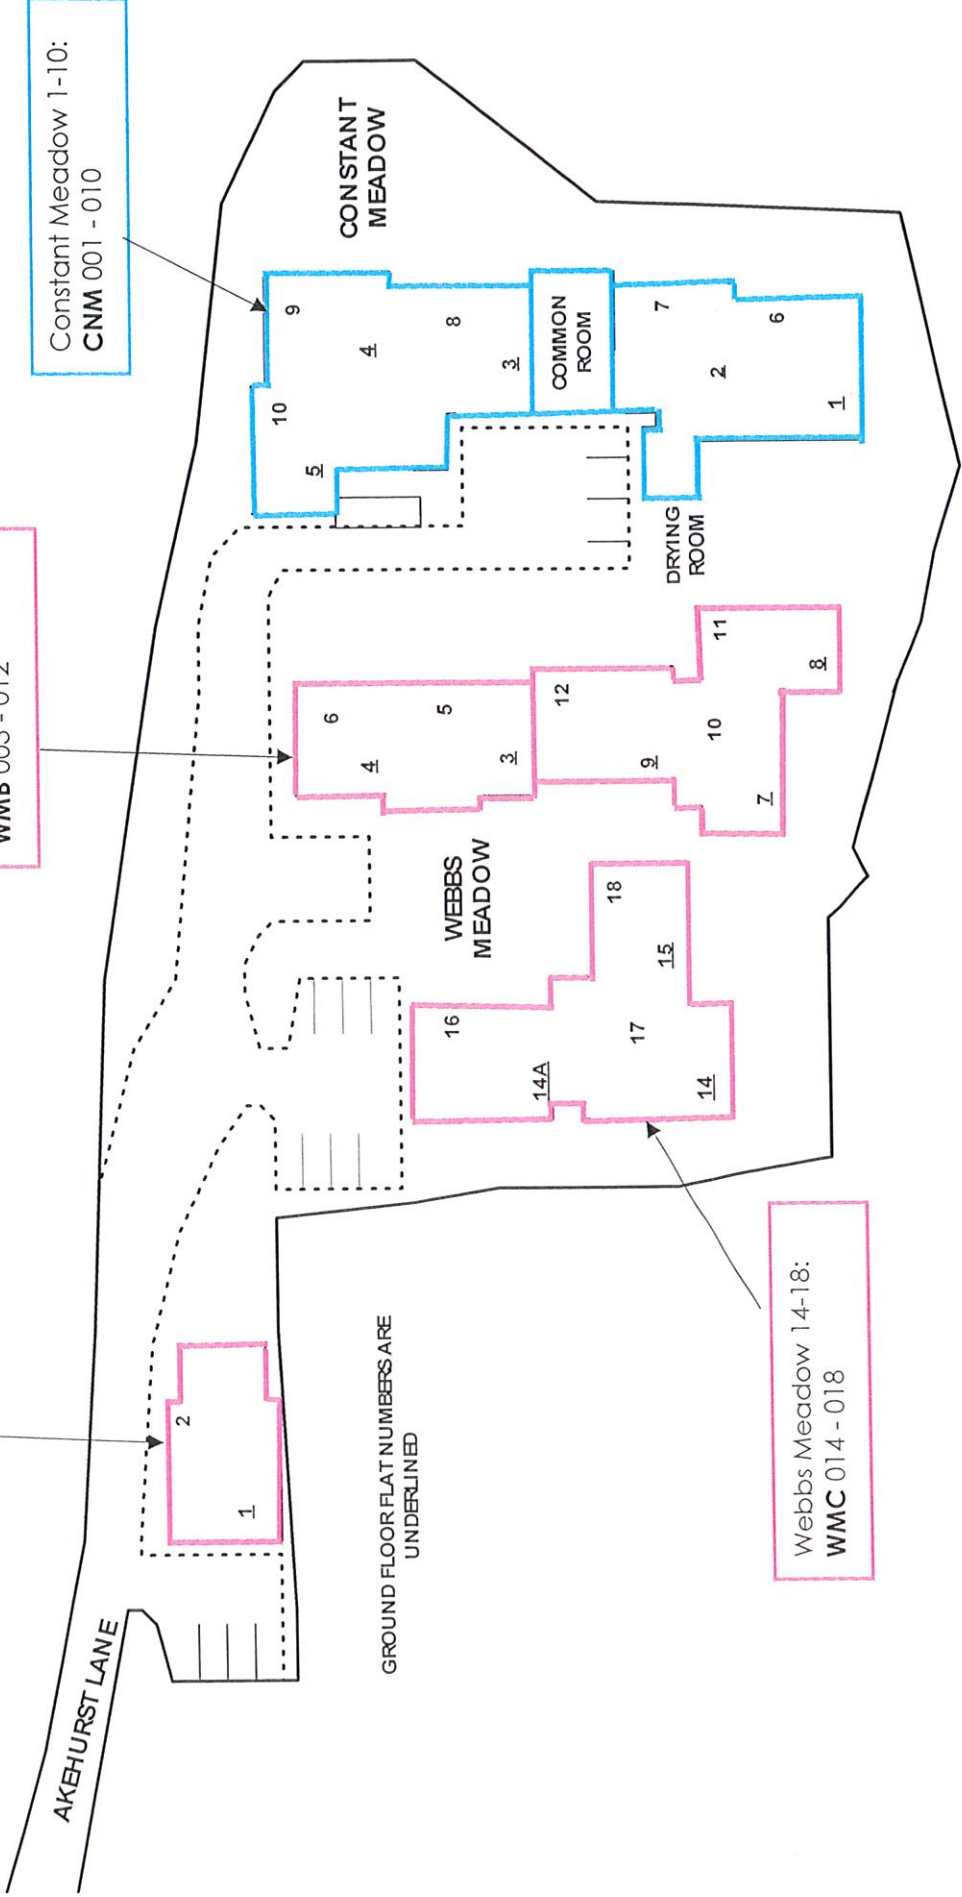 Constant Meadow 1-10:
CNM 001 - 010
WMB 003 - 012
CONSTANT
MEADOW
9
4
8
3
10
5
COMMON
ROOM
7
6
2
1
DRYING
ROOM
6
5
4
3
12
11
10
9
8
7
WEBBS
MEADOW
18
15
16
17
14A
14
2
1
GROUND FLOOR FLAT NUMBERS ARE
UNDERLINED
Webbs Meadow 14-18:
WMC 014 - 018
AKEHURST LANE